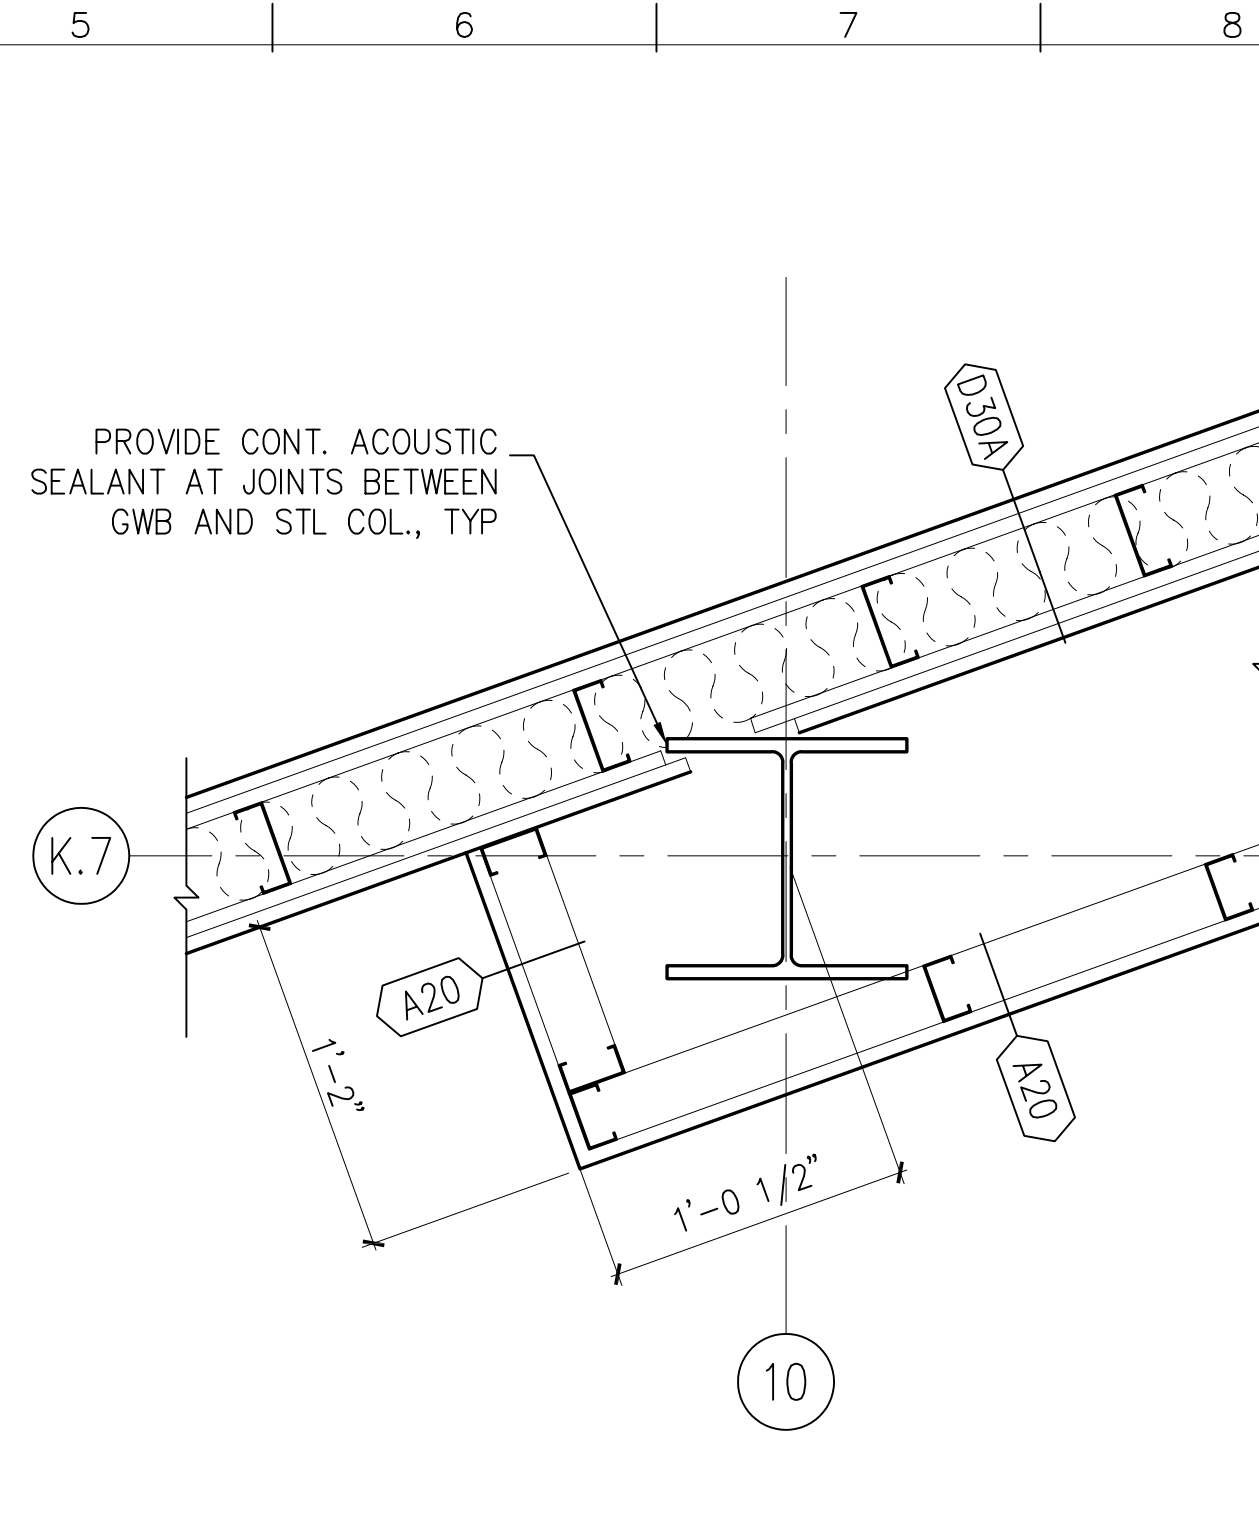 5
6
7
8
D30A
PROVIDE CONT. ACOUSTIC
SEALANT AT JOINTS BETWEEN
GWB AND STL COL., TYP
K.7
A20
1'-2"
A20
1'-0 1/2"
10